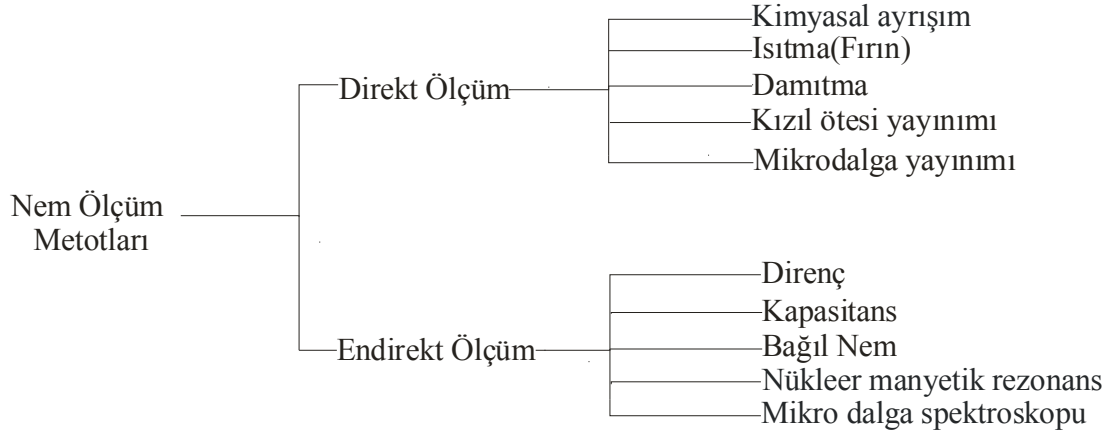 Kimyasal ayrışım
Isıtma(Fırın)
Direkt Ölçüm
Damıtma
Kızıl ötesi yayınımı
Mikrodalga yayınımı
Nem Ölçüm
Metotları
Direnç
Kapasitans
Endirekt Ölçüm
Bağıl Nem
Nükleer manyetik rezonans
Mikro dalga spektroskopu